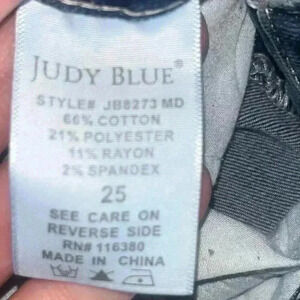 JUDY BLUE®
STYLE# JB8273 MD
66% COTTON
21% POLYESTER
11% RAYON
2% SPANDEX
25
SEE CARE ON
REVERSE SIDE
RN# 116380
MADE IN CHINA